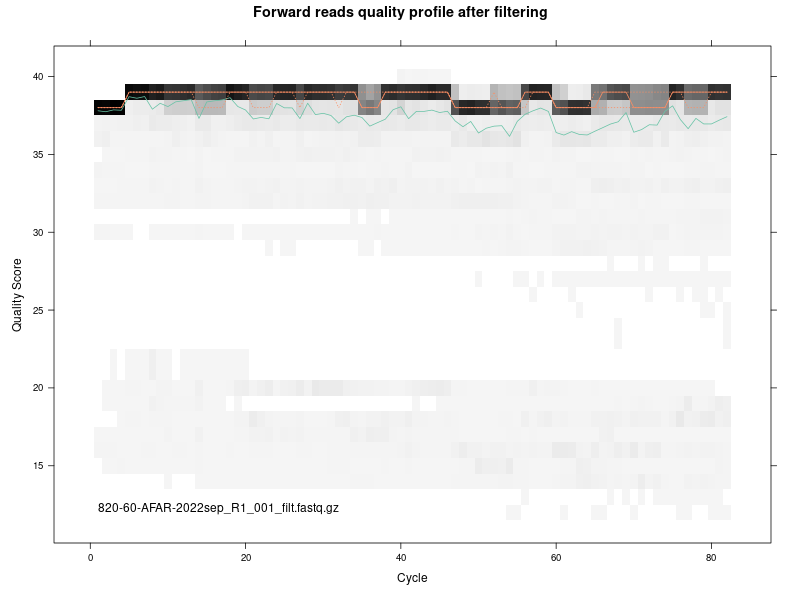 Forward reads quality profile after filtering
40
35
30
25
20
15
Quality Score
820-60-AFAR-2022sep_R1_001_filt.fastq.gz
0 20 40 60 80
Cycle